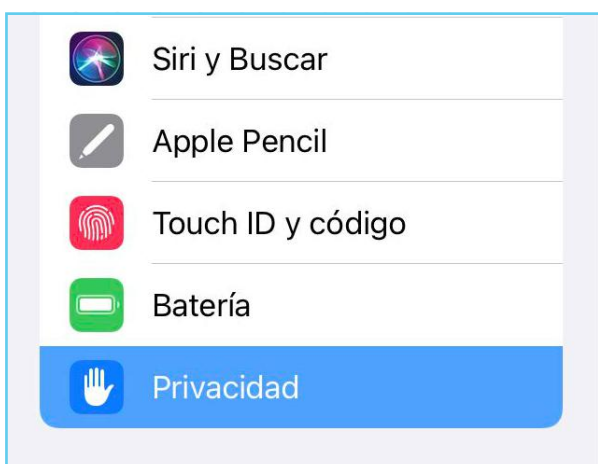 Siri y Buscar
Apple Pencil
Touch ID y código
Batería
Privacidad